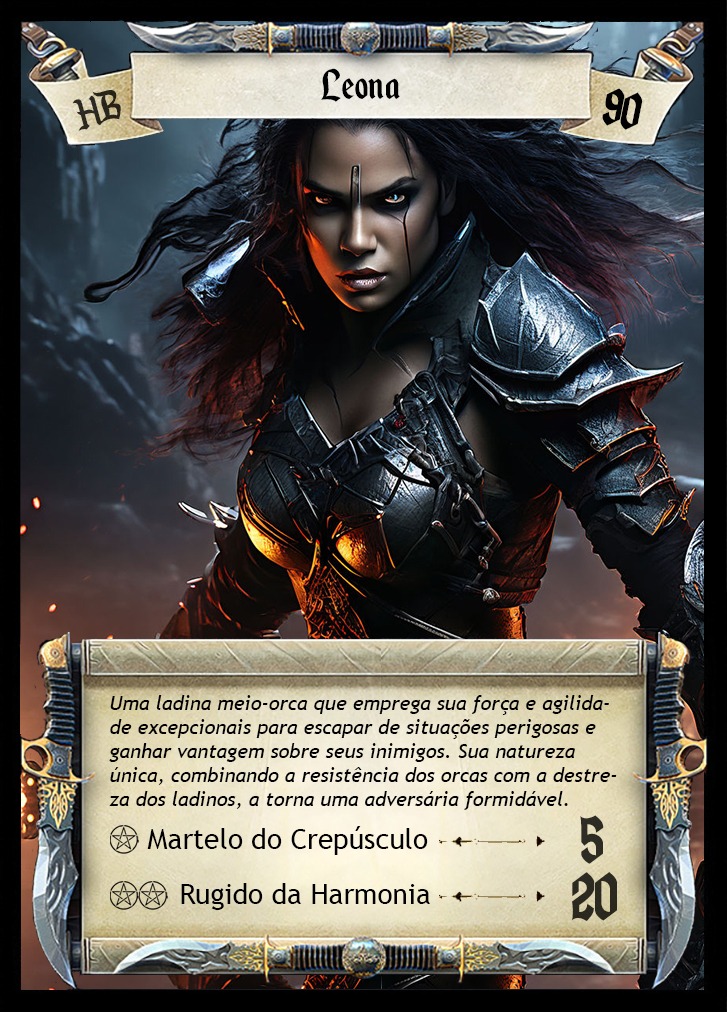 Leona
HB
90
Uma ladina meio-orca que emprega sua força e agilida-
de excepcionais para escapar de situações perigosas e
ganhar vantagem sobre seus inimigos. Sua natureza
única, combinando a resistência dos orcas com a destre-
za dos ladinos, a torna uma adversária formidável.
Martelo do Crepúsculo 5
Rugido da Harmonia 20